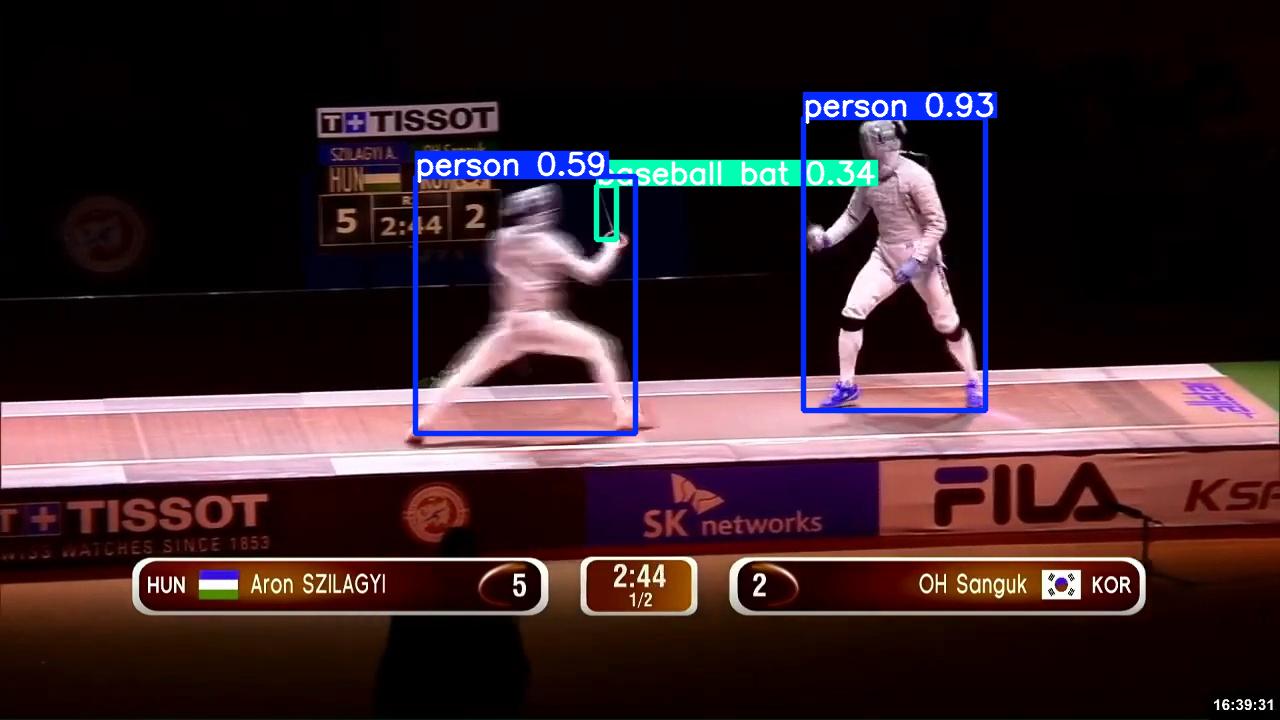 T+TISSOT
SZILAGYI A. OH Sanguk
HUN
5 2:44 2
person 0.93
person 0.59
baseball bat 0.34
T+TISSOT
SWISS WATCHES SINCE 1853
SK networks
FILA
HUN Aron SZILAGYI 5
2:44
1/2
2 OH Sanguk KOR
16:39:31